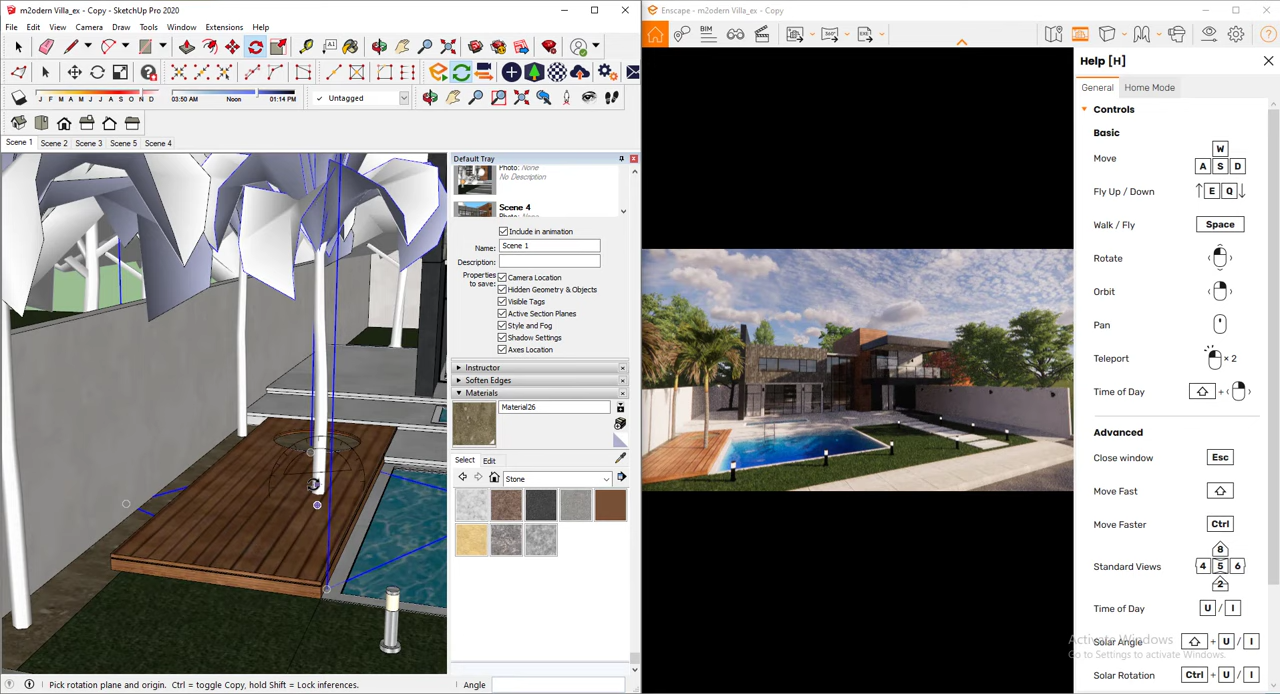 m2odern Villa_ex - Copy - SketchUp Pro 2020
File Edit View Camera Draw Tools Window Extensions Help
J F M A M J J A S O N D
03:50 AM Noon 01:14 PM
✓ Untagged
Scene 1 Scene 2 Scene 3 Scene 5 Scene 4
Default Tray
Photo: None
No Description
Scene 4
Photo: None
Include in animation
Name: Scene 1
Description:
Properties to save:
Camera Location
Hidden Geometry & Objects
Visible Tags
Active Section Planes
Style and Fog
Shadow Settings
Axes Location
Instructor
Soften Edges
Materials
Material26
Select Edit
Stone
Pick rotation plane and origin. Ctrl = toggle Copy, hold Shift = Lock inferences.
Angle
Enscape - m2odern Villa_ex - Copy
BIM
360°
EXE
Help [H]
General Home Mode
Controls
Basic
Move W A S D
Fly Up / Down E Q
Walk / Fly Space
Rotate
Orbit
Pan
Teleport × 2
Time of Day +
Advanced
Close window Esc
Move Fast
Move Faster Ctrl
Standard Views 8 4 5 6 2
Time of Day U / I
Solar Angle + U / I
Solar Rotation Ctrl + U / I
Activate Windows
Go to Settings to activate Windows.